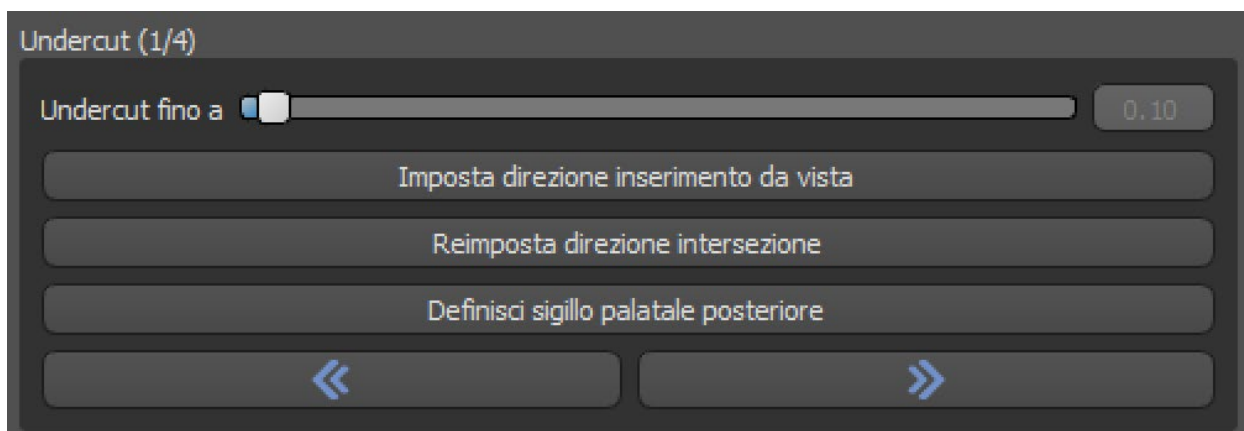 Undercut (1/4)
Undercut fino a 0.10
Imposta direzione inserimento da vista
Reimposta direzione intersezione
Definisci sigillo palatale posteriore